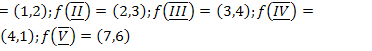 = (1,2); f(II) = (2,3); f(III) = (3,4); f(IV) =
(4,1); f(V) = (7,6)